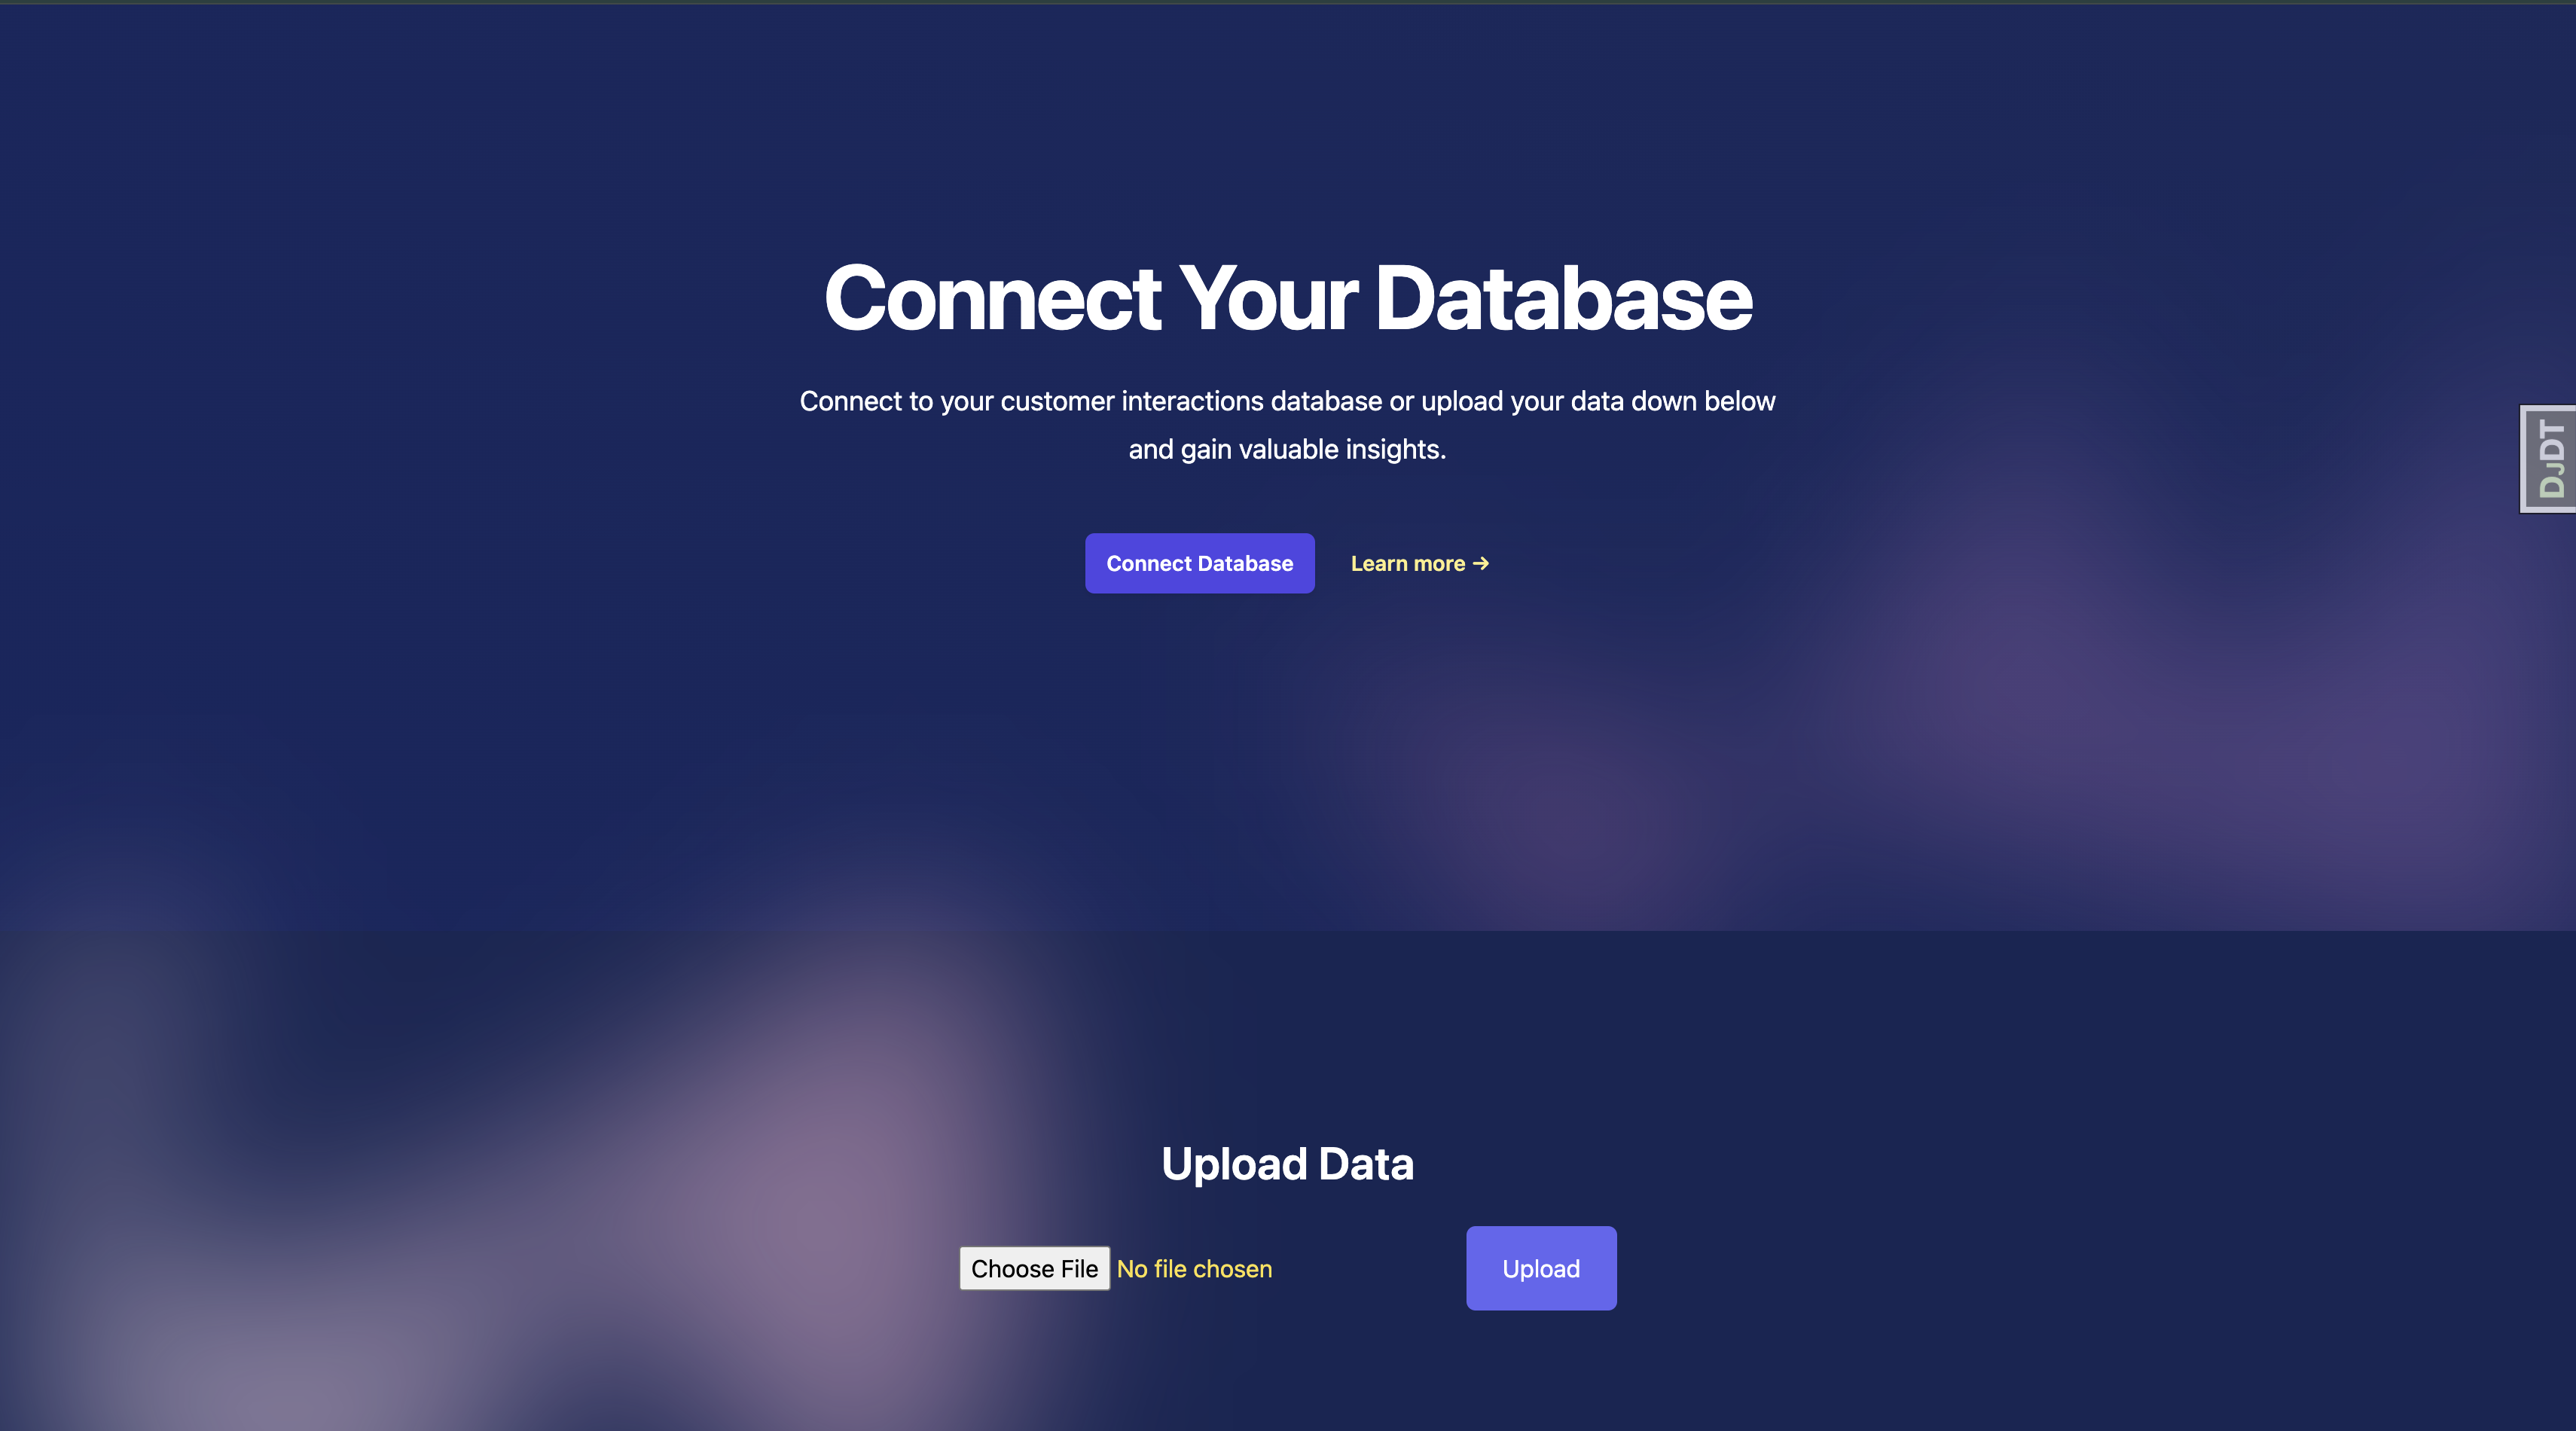 Connect Your Database
Connect to your customer interactions database or upload your data down below
and gain valuable insights.
Connect Database
Learn more →
DJDT
Upload Data
Choose File No file chosen
Upload